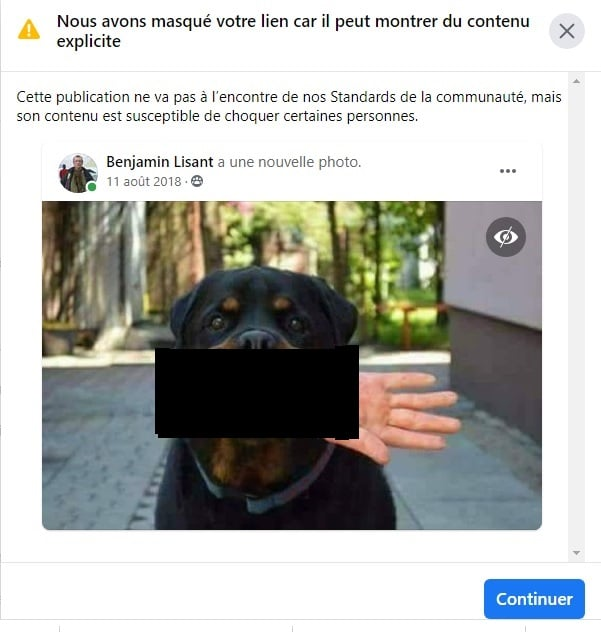 Nous avons masqué votre lien car il peut montrer du contenu
explicite
Cette publication ne va pas à l’encontre de nos Standards de la communauté, mais
son contenu est susceptible de choquer certaines personnes.
Benjamin Lisant a une nouvelle photo.
11 août 2018 ·
Continuer